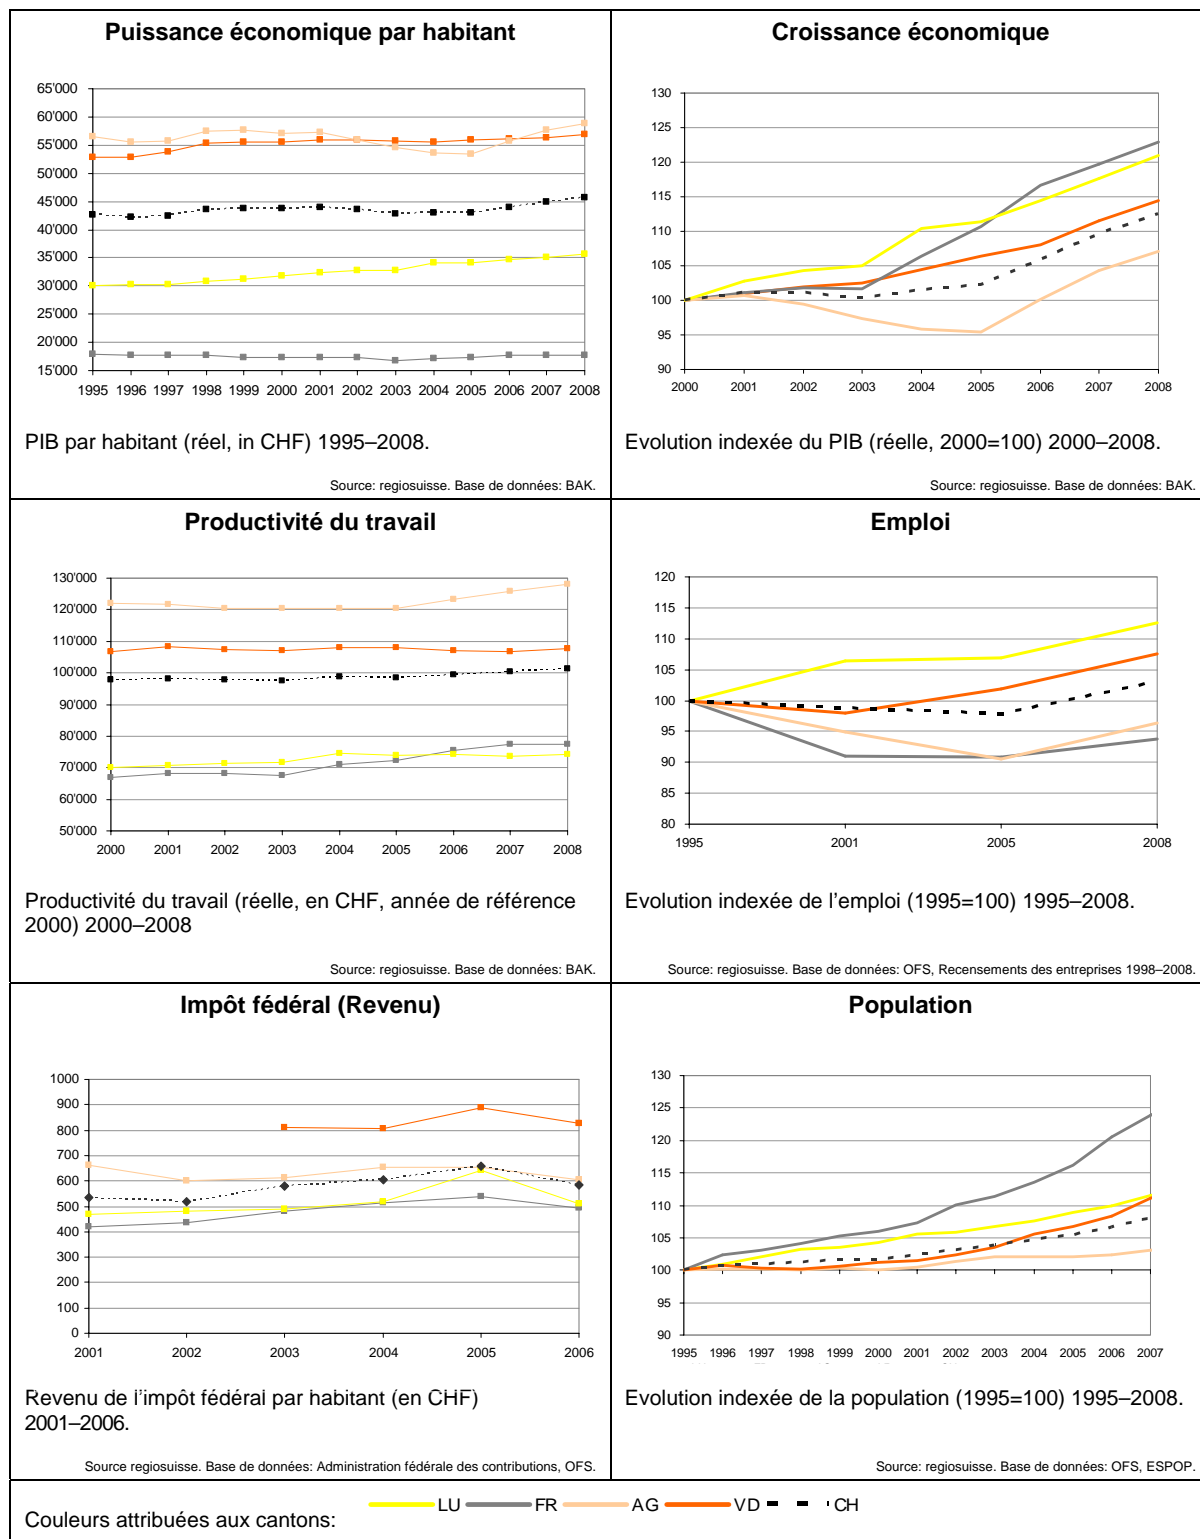 Puissance économique par habitant
65'000
60'000
55'000
50'000
45'000
40'000
35'000
30'000
25'000
20'000
15'000
1995 1996 1997 1998 1999 2000 2001 2002 2003 2004 2005 2006 2007 2008
PIB par habitant (réel, in CHF) 1995–2008.
Source: regiosuisse. Base de données: BAK.
Croissance économique
130
125
120
115
110
105
100
95
90
2000 2001 2002 2003 2004 2005 2006 2007 2008
Evolution indexée du PIB (réelle, 2000=100) 2000–2008.
Source: regiosuisse. Base de données: BAK.
Productivité du travail
130'000
120'000
110'000
100'000
90'000
80'000
70'000
60'000
50'000
2000 2001 2002 2003 2004 2005 2006 2007 2008
Productivité du travail (réelle, en CHF, année de référence
2000) 2000–2008
Source: regiosuisse. Base de données: BAK.
Emploi
120
115
110
105
100
95
90
85
80
1995 2001 2005 2008
Evolution indexée de l'emploi (1995=100) 1995–2008.
Source: regiosuisse. Base de données: OFS, Recensements des entreprises 1998–2008.
Impôt fédéral (Revenu)
1000
900
800
700
600
500
400
300
200
100
0
2001 2002 2003 2004 2005 2006
Revenu de l'impôt fédéral par habitant (en CHF)
2001–2006.
Source regiosuisse. Base de données: Administration fédérale des contributions, OFS.
Population
130
125
120
115
110
105
100
95
90
1995 1996 1997 1998 1999 2000 2001 2002 2003 2004 2005 2006 2007
Evolution indexée de la population (1995=100) 1995–2008.
Source: regiosuisse. Base de données: OFS, ESPOP.
Couleurs attribuées aux cantons:
LU FR AG VD CH